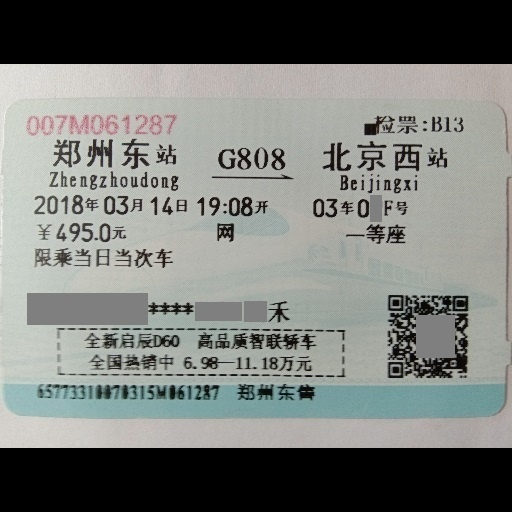 007M061287 检票:B13
郑州东站 G808 北京西站
Zhengzhoudong Beijingxi
2018年03月14日19:08开 03车0F号
￥495.0元 网 一等座
限乘当日当次车
****禾
全新启辰D60 高品质智联轿车
全国热销中 6.98—11.18万元
65773310070315M061287 郑州东售